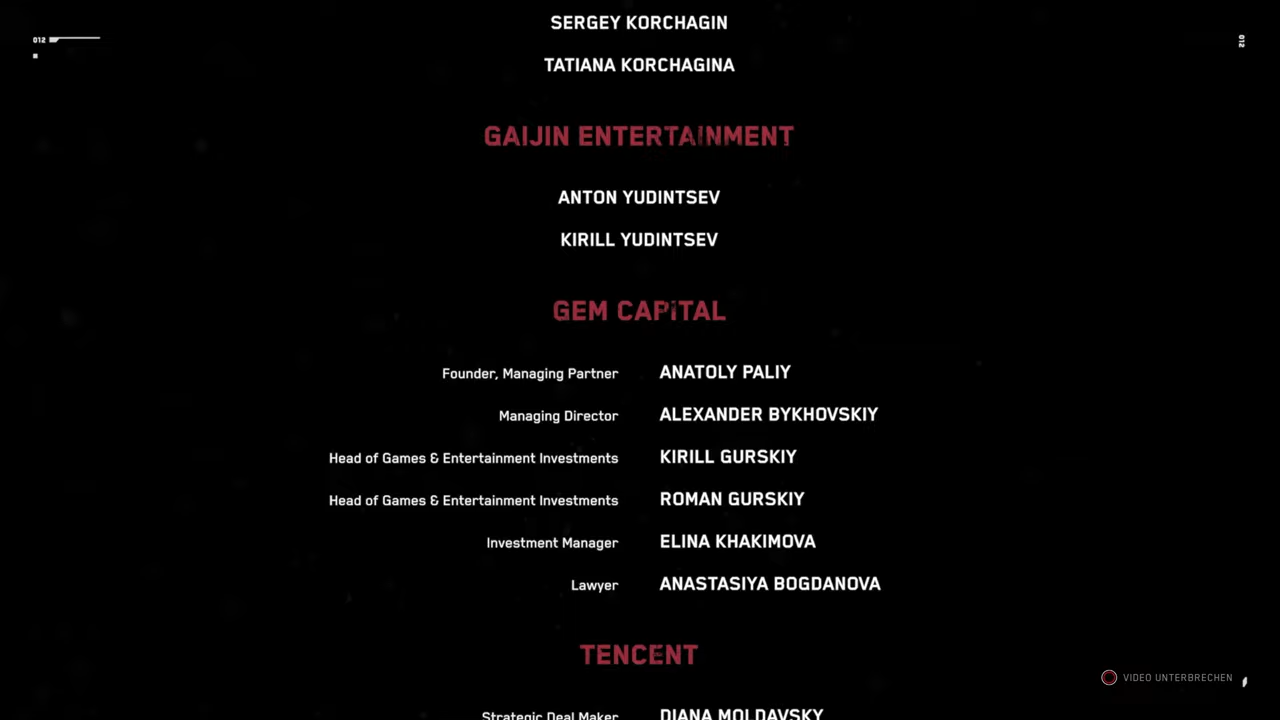 SERGEY KORCHAGIN
012
012
TATIANA KORCHAGINA
GAIJIN ENTERTAINMENT
ANTON YUDINTSEV
KIRILL YUDINTSEV
GEM CAPITAL
Founder, Managing Partner ANATOLY PALIY
Managing Director ALEXANDER BYKHOVSKIY
Head of Games & Entertainment Investments KIRILL GURSKIY
Head of Games & Entertainment Investments ROMAN GURSKIY
Investment Manager ELINA KHAKIMOVA
Lawyer ANASTASIYA BOGDANOVA
TENCENT
VIDEO UNTERBRECHEN
Strategic Deal Maker DIANA MOLDAVSKY